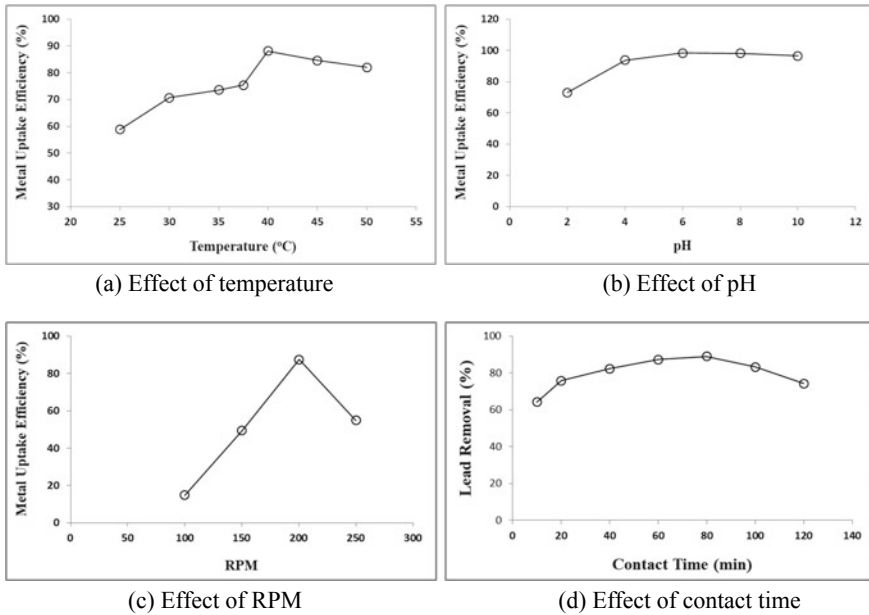 100
90
80
70
60
50
40
30
20 25 30 35 40 45 50 55
Metal Uptake Efficiency (%)
Temperature (°C)
(a) Effect of temperature
120
100
80
60
40
20
0
0 2 4 6 8 10 12
Metal Uptake Efficiency (%)
pH
(b) Effect of pH
100
80
60
40
20
0
0 50 100 150 200 250 300
Metal Uptake Efficiency (%)
RPM
(c) Effect of RPM
100
80
60
40
20
0
0 20 40 60 80 100 120 140
Lead Removal (%)
Contact Time (min)
(d) Effect of contact time